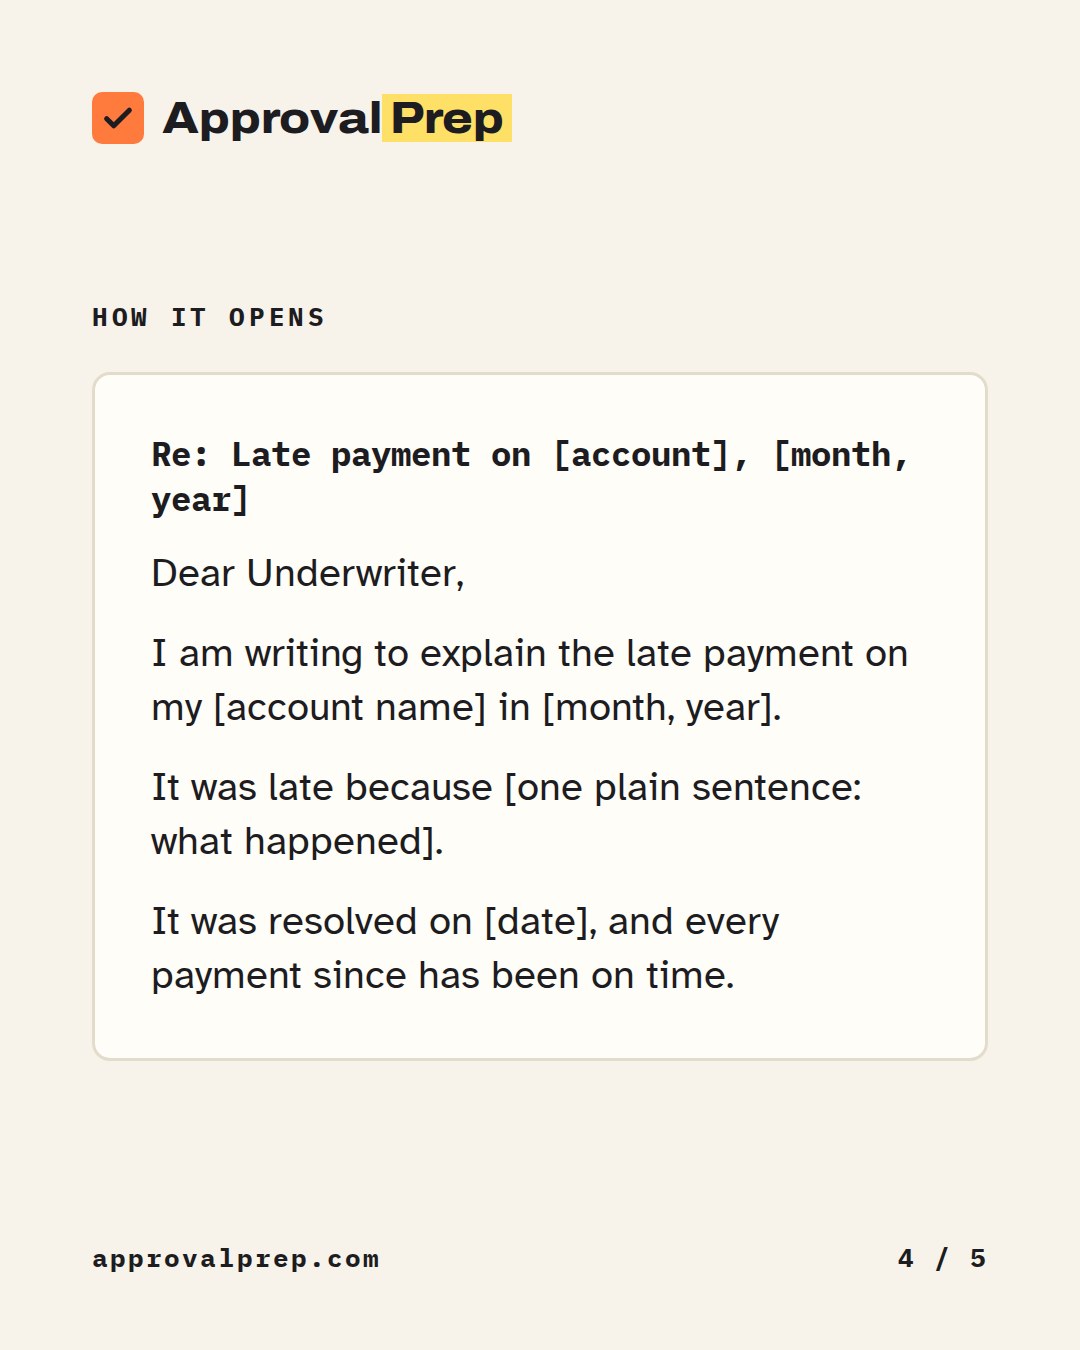 ApprovalPrep
HOW IT OPENS
Re: Late payment on [account], [month,
year]
Dear Underwriter,
I am writing to explain the late payment on
my [account name] in [month, year].
It was late because [one plain sentence:
what happened].
It was resolved on [date], and every
payment since has been on time.
approvalprep.com
4 / 5